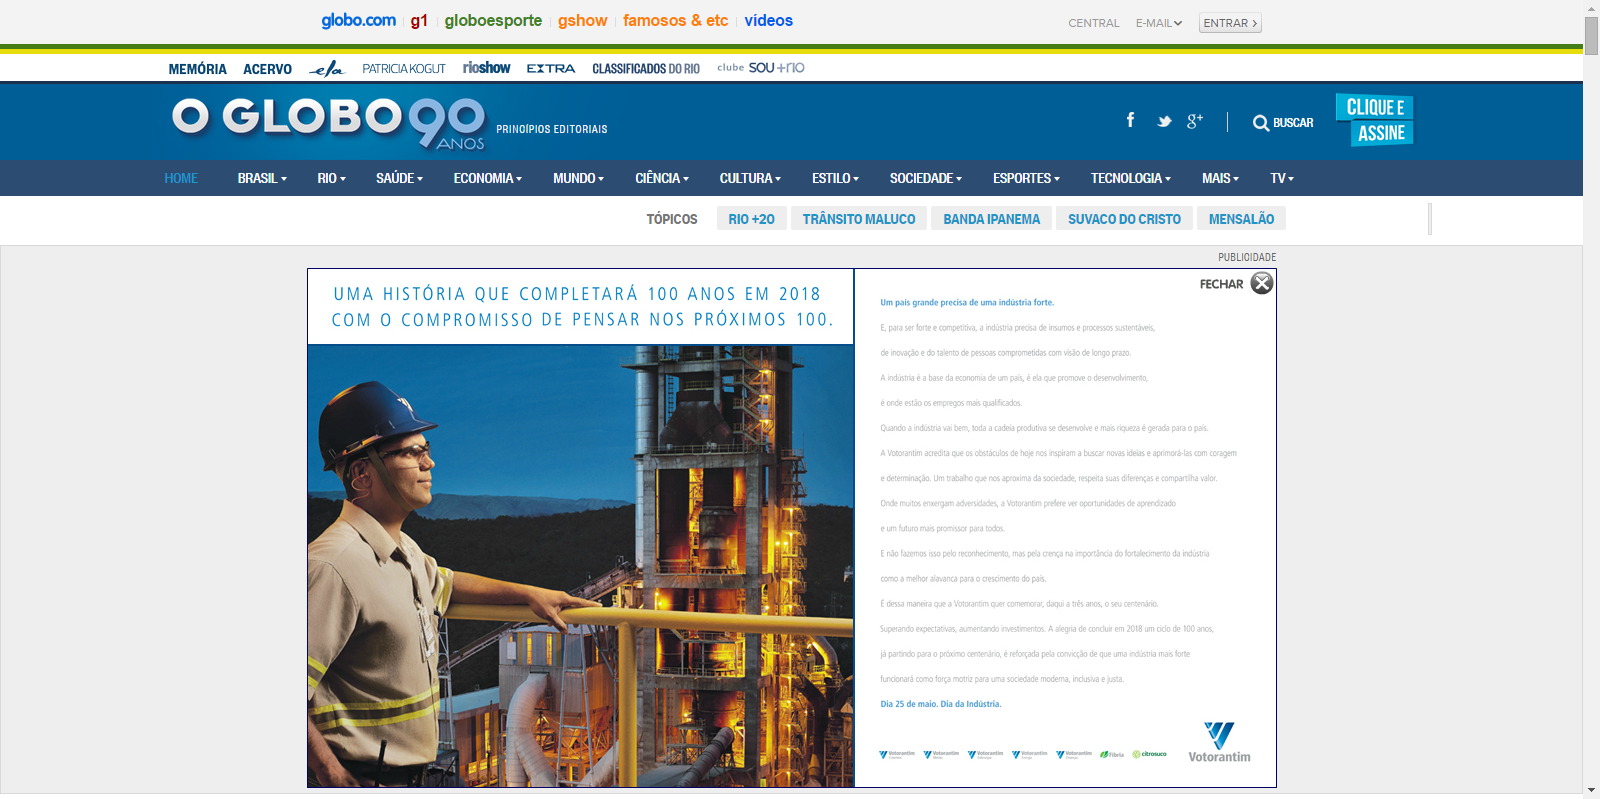 globo.com g1 globoesporte gshow famosos & etc vídeos CENTRAL E-MAIL ENTRAR
MEMÓRIA ACERVO ela PATRICIA KOGUT rioshow EXTRA CLASSIFICADOS DO RIO clube SOU+RIO
O GLOBO 90 ANOS PRINCÍPIOS EDITORIAIS
BUSCAR
CLIQUE E
ASSINE
HOME BRASIL RIO SAÚDE ECONOMIA MUNDO CIÊNCIA CULTURA ESTILO SOCIEDADE ESPORTES TECNOLOGIA MAIS TV
TÓPICOS RIO +20 TRÂNSITO MALUCO BANDA IPANEMA SUVACO DO CRISTO MENSALÃO
PUBLICIDADE
FECHAR
UMA HISTÓRIA QUE COMPLETARÁ 100 ANOS EM 2018
COM O COMPROMISSO DE PENSAR NOS PRÓXIMOS 100.
Um país grande precisa de uma indústria forte.
E, para ser forte e competitiva, a indústria precisa de insumos e processos sustentáveis,
de inovação e do talento de pessoas comprometidas com visão de longo prazo.
A indústria é a base da economia de um país, é ela que promove o desenvolvimento,
é onde estão os empregos mais qualificados.
Quando a indústria vai bem, toda a cadeia produtiva se desenvolve e mais riqueza é gerada para o país.
A Votorantim acredita que os obstáculos de hoje nos inspiram a buscar novas ideias e aprimorá-las com coragem
e determinação. Um trabalho que nos aproxima da sociedade, respeita suas diferenças e compartilha valor.
Onde muitos enxergam adversidades, a Votorantim prefere ver oportunidades de aprendizado
e um futuro mais promissor para todos.
E não fazemos isso pelo reconhecimento, mas pela crença na importância do fortalecimento da indústria
como a melhor alavanca para o crescimento do país.
É dessa maneira que a Votorantim quer comemorar, daqui a três anos, o seu centenário.
Superando expectativas, aumentando investimentos. A alegria de concluir em 2018 um ciclo de 100 anos,
já partindo para o próximo centenário, é reforçada pela convicção de que uma indústria mais forte
funcionará como força motriz para uma sociedade moderna, inclusiva e justa.
Dia 25 de maio. Dia da Indústria.
Votorantim Votorantim Votorantim Votorantim Votorantim Fibria citrosuco
Votorantim